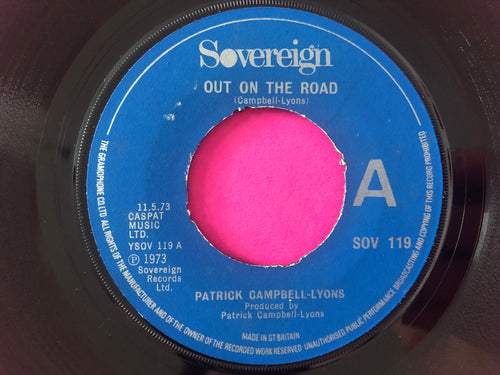 Sovereign
OUT ON THE ROAD
(Campbell-Lyons)
A
11.5.73
CASPAT
MUSIC
LTD.
YSOV 119 A
Ⓟ 1973
Sovereign
Records
Ltd.
SOV 119
PATRICK CAMPBELL-LYONS
Produced by
Patrick Campbell-Lyons
MADE IN GT BRITAIN
THE GRAMOPHONE CO. LTD. ALL RIGHTS OF THE MANUFACTURER AND OF THE OWNER OF THE RECORDED WORK RESERVED. UNAUTHORISED PUBLIC PERFORMANCE BROADCASTING AND COPYING OF THIS RECORD PROHIBITED